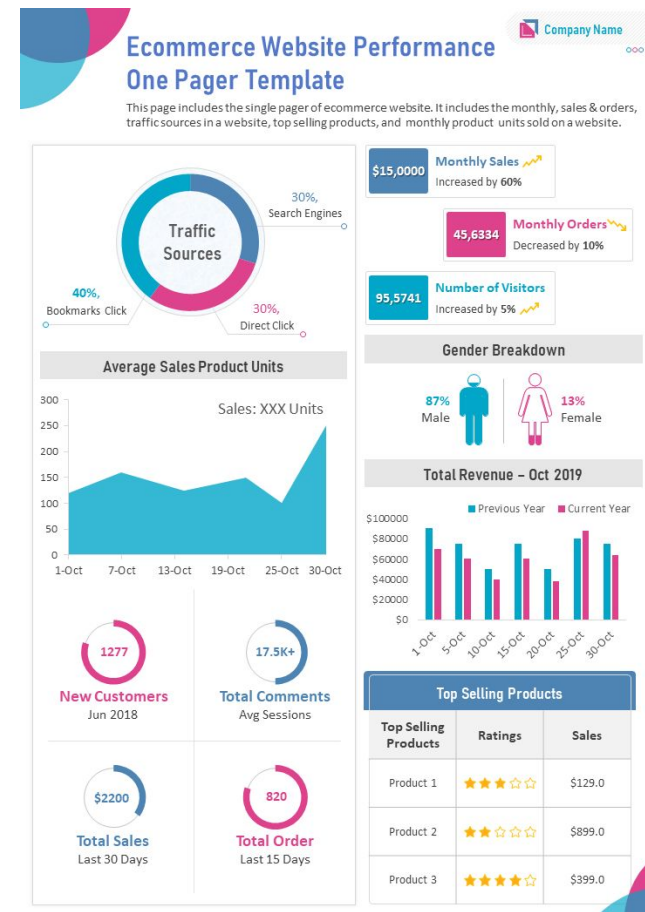 Company Name
Ecommerce Website Performance
One Pager Template
This page includes the single pager of ecommerce website. It includes the monthly, sales & orders,
traffic sources in a website, top selling products, and monthly product units sold on a website.
Traffic
Sources
30%,
Search Engines
40%,
Bookmarks Click
30%,
Direct Click
$15,0000
Monthly Sales
Increased by 60%
45,6334
Monthly Orders
Decreased by 10%
95,5741
Number of Visitors
Increased by 5%
Average Sales Product Units
Sales: XXX Units
300
250
200
150
100
50
0
1-Oct 7-Oct 13-Oct 19-Oct 25-Oct 30-Oct
Gender Breakdown
87%
Male
13%
Female
Total Revenue – Oct 2019
Previous Year Current Year
$100000
$80000
$60000
$40000
$20000
$0
1-Oct 5-Oct 10-Oct 15-Oct 20-Oct 25-Oct 30-Oct
1277
New Customers
Jun 2018
17.5K+
Total Comments
Avg Sessions
$2200
Total Sales
Last 30 Days
820
Total Order
Last 15 Days
Top Selling Products
Top Selling
Products
Ratings
Sales
Product 1
$129.0
Product 2
$899.0
Product 3
$399.0